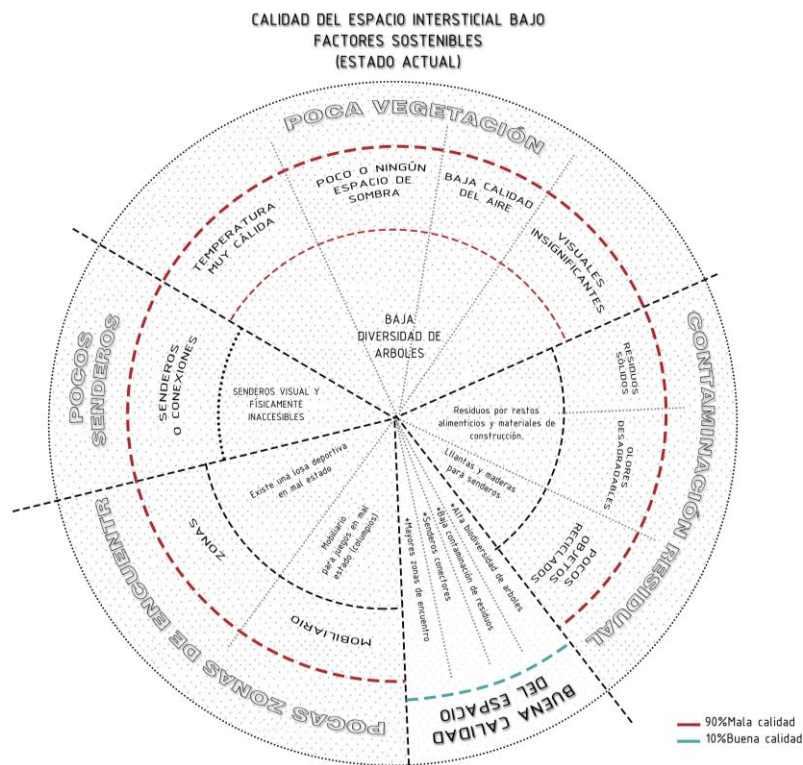 CALIDAD DEL ESPACIO INTERSTICIAL BAJO
FACTORES SOSTENIBLES
(ESTADO ACTUAL)
POCA VEGETACIÓN
TEMPERATURA
MUY CÁLIDA
POCO O NINGÚN
ESPACIO DE
SOMBRA
BAJA CALIDAD
DEL AIRE
VISUALES
INSIGNIFICANTES
BAJA
DIVERSIDAD DE
ARBOLES
POCOS
SENDEROS
SENDEROS
O CONEXIONES
SENDEROS VISUAL Y
FÍSICAMENTE
INACCESIBLES
CONTAMINACIÓN RESIDUAL
RESIDUOS
SÓLIDOS
OLORES
DESAGRADABLES
POCOS
OBJETOS
RECICLADOS
Residuos por restos
alimenticios y materiales de
construcción.
Lllantas y maderas
para senderos
POCAS ZONAS DE ENCUENTR
ZONAS
MOBILIARIO
Existe una losa deportiva
en mal estado
Mobiliario
para juegos en mal
estado (columpios)
*Alta biodiversidad de arboles
*Baja contaminación de residuos
*Senderos conectores
*Mayores zonas de encuentro
BUENA CALIDAD
DEL ESPACIO
90%Mala calidad
10%Buena calidad